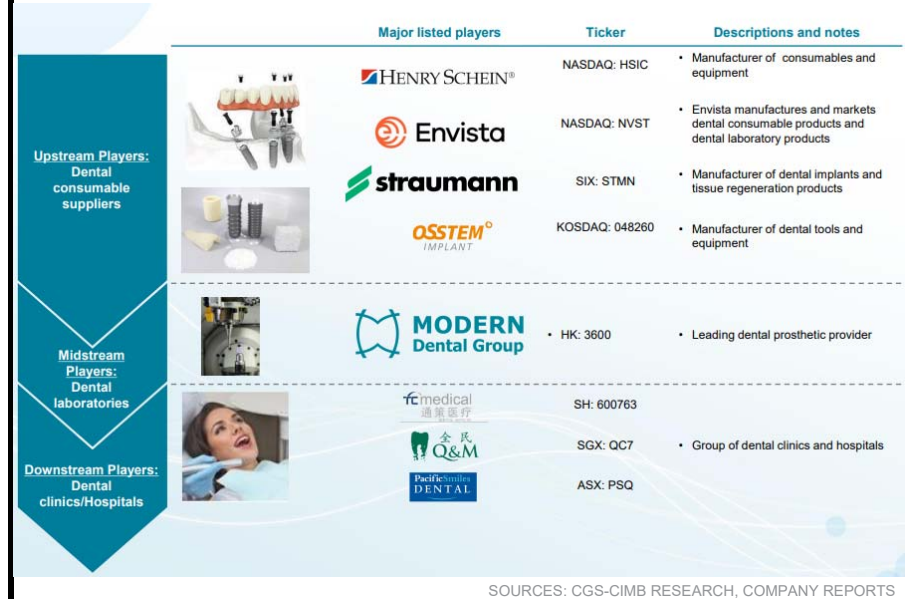 Major listed players
Ticker
Descriptions and notes
Upstream Players:
Dental
consumable
suppliers
HENRY SCHEIN®
NASDAQ: HSIC
• Manufacturer of consumables and
equipment
Envista
NASDAQ: NVST
• Envista manufactures and markets
dental consumable products and
dental laboratory products
straumann
SIX: STMN
• Manufacturer of dental implants and
tissue regeneration products
OSSTEM
IMPLANT
KOSDAQ: 048260
• Manufacturer of dental tools and
equipment
Midstream
Players:
Dental
laboratories
MODERN
Dental Group
• HK: 3600
• Leading dental prosthetic provider
Downstream Players:
Dental
clinics/Hospitals
tcmedical
通策医疗
SH: 600763
全民
Q&M
SGX: QC7
• Group of dental clinics and hospitals
PacificSmiles
DENTAL
ASX: PSQ
SOURCES: CGS-CIMB RESEARCH, COMPANY REPORTS